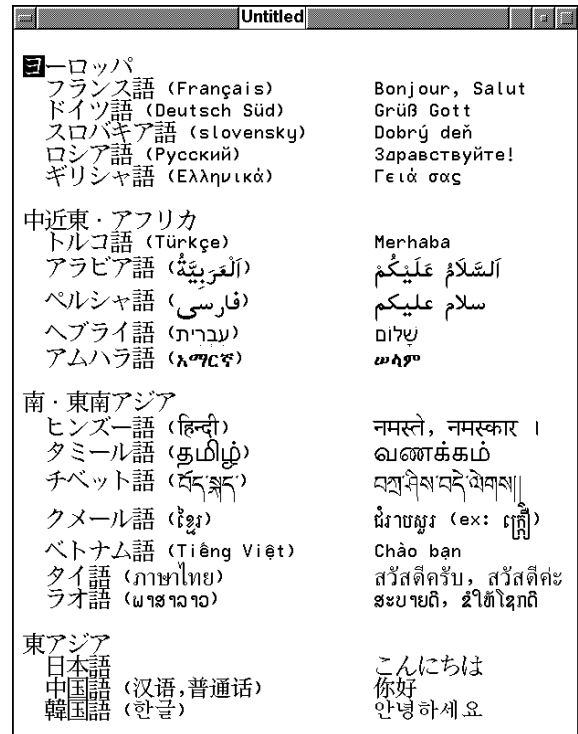 Untitled
ヨーロッパ
フランス語 (Français) Bonjour, Salut
ドイツ語 (Deutsch Süd) Grüß Gott
スロバキア語 (slovensky) Dobrý deň
ロシア語 (Русский) Здравствуйте!
ギリシャ語 (Ελληνικά) Γειά σας
中近東・アフリカ
トルコ語 (Türkçe) Merhaba
アラビア語 (اَلْعَرَبِيَّةُ) اَلسَّلَامُ عَلَيْكُمْ
ペルシャ語 (فارسی) سلام علیکم
ヘブライ語 (עִבְרִית) שָׁלוֹם
アムハラ語 (አማርኛ) ሠላም
南・東南アジア
ヒンズー語 (हिन्दी) नमस्ते, नमस्कार ।
タミール語 (தமிழ்) வணக்கம்
チベット語 (བོད་སྐད་) བཀྲ་ཤིས་བདེ་ལེགས༎
クメール語 (ខ្មែរ) ជំរាបសួរ (ex: គ្រឿ)
ベトナム語 (Tiếng Việt) Chào bạn
タイ語 (ภาษาไทย) สวัสดีครับ, สวัสดีค่ะ
ラオ語 (ພາສາລາວ) ສະບາຍດີ, ຂໍໃຫ້ໂຊກດີ
東アジア
日本語 こんにちは
中国語 (汉语,普通话) 你好
韓国語 (한글) 안녕하세요